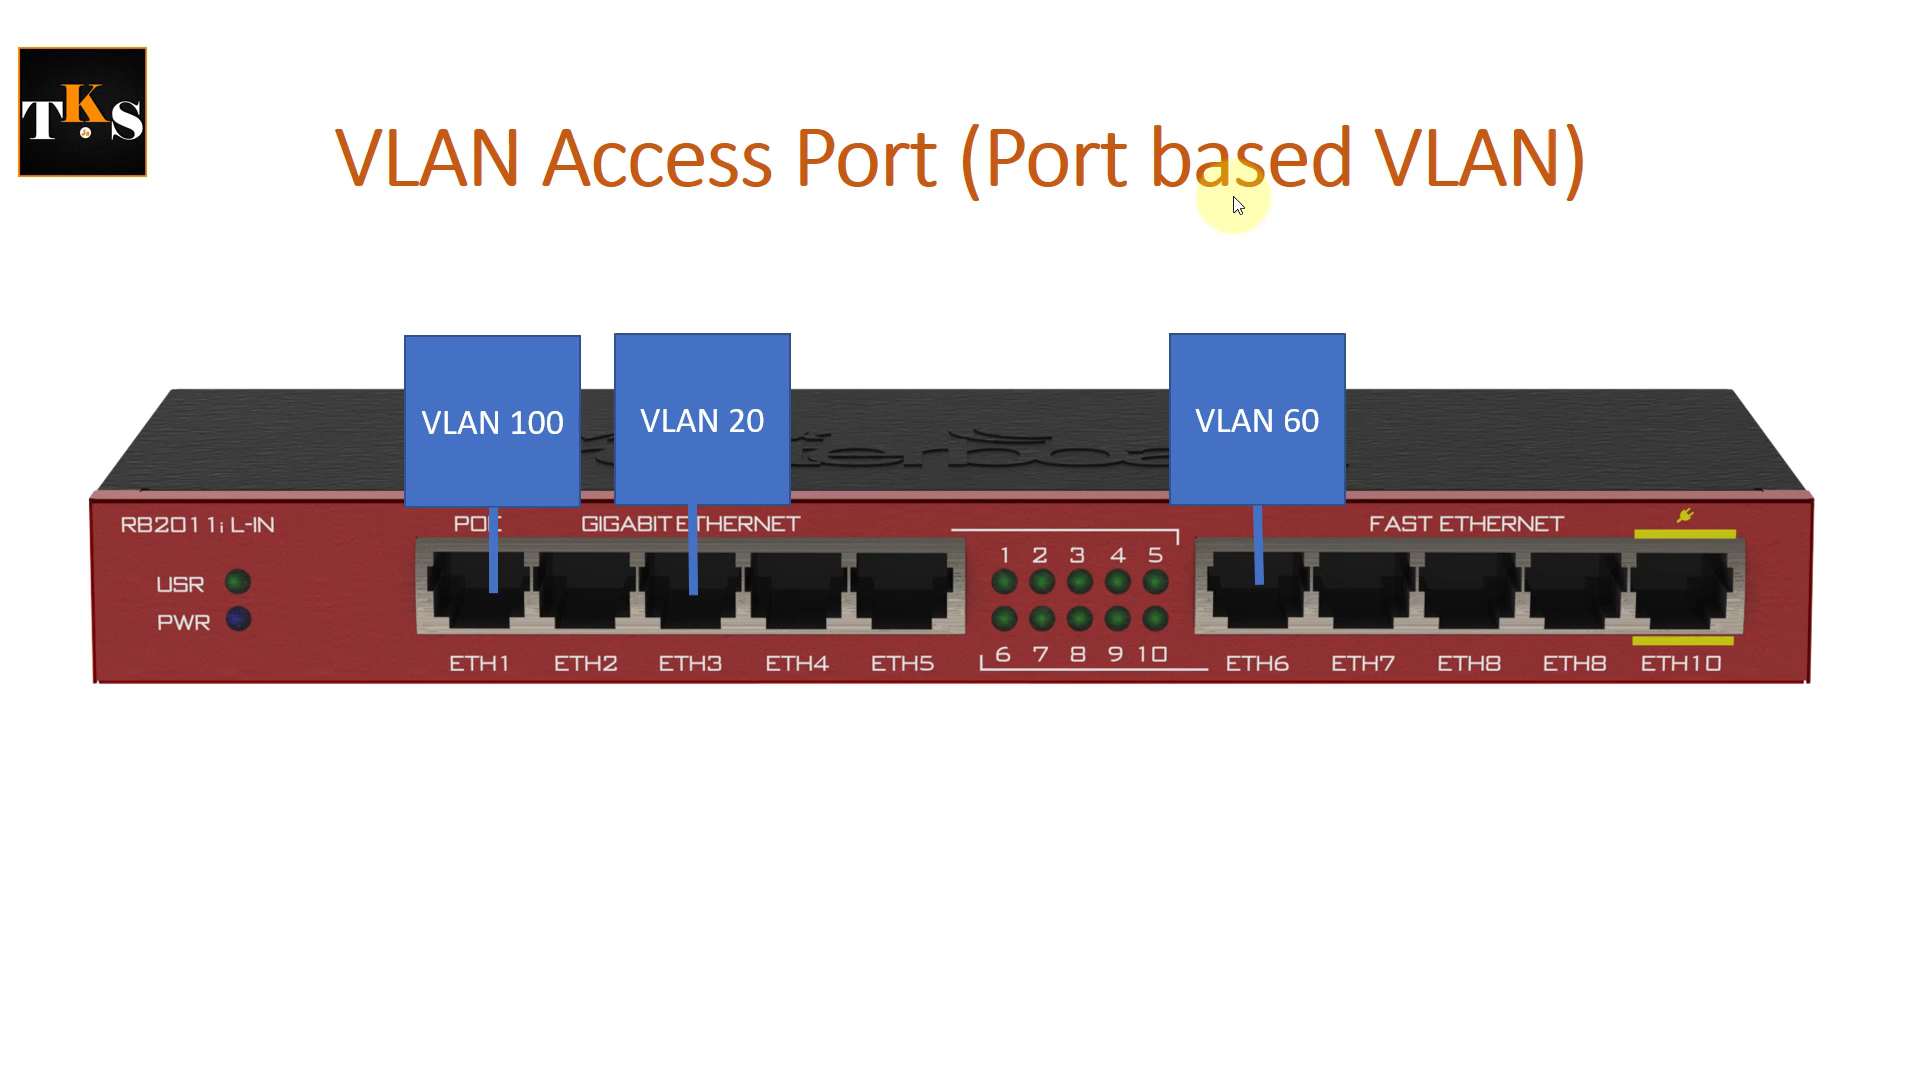 TKS
VLAN Access Port (Port based VLAN)
VLAN 100
VLAN 20
VLAN 60
RB2011iL-IN
POE
GIGABIT ETHERNET
FAST ETHERNET
1 2 3 4 5
USR
PWR
6 7 8 9 10
ETH1 ETH2 ETH3 ETH4 ETH5
ETH6 ETH7 ETH8 ETH8 ETH10